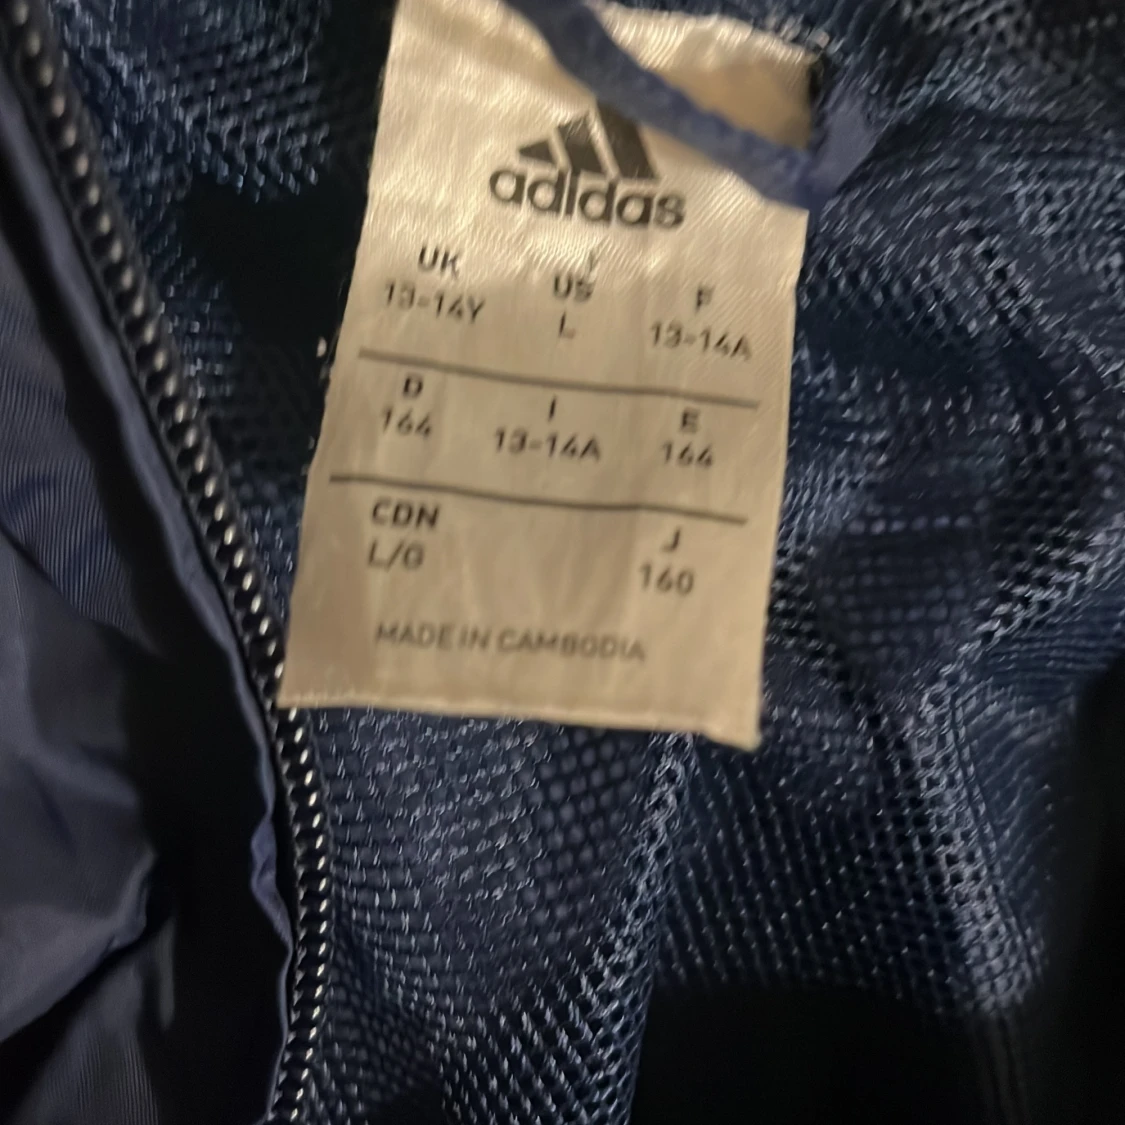 adidas
UK US F
13-14Y L 13-14A
D I E
164 13-14A 164
CDN J
L/G 160
MADE IN CAMBODIA